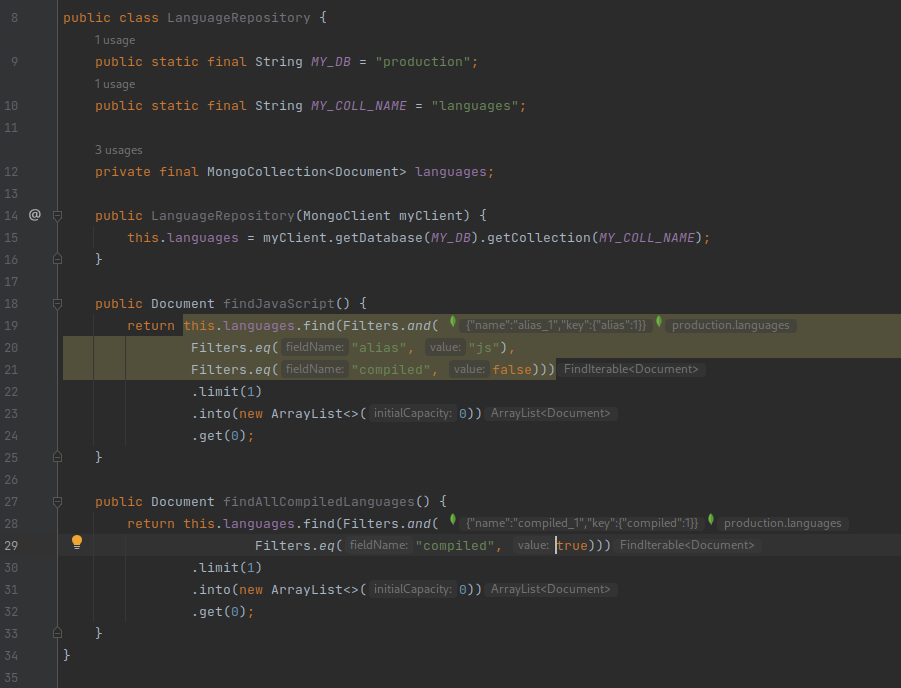 8 public class LanguageRepository {
1 usage
9 public static final String MY_DB = "production";
1 usage
10 public static final String MY_COLL_NAME = "languages";
11
3 usages
12 private final MongoCollection<Document> languages;
13
14 @ public LanguageRepository(MongoClient myClient) {
15 this.languages = myClient.getDatabase(MY_DB).getCollection(MY_COLL_NAME);
16 }
17
18 public Document findJavaScript() {
19 return this.languages.find(Filters.and( {"name":"alias_1","key":{"alias":1}} production.languages
20 Filters.eq( fieldName: "alias", value: "js"),
21 Filters.eq( fieldName: "compiled", value: false))) FindIterable<Document>
22 .limit(1)
23 .into(new ArrayList<>( initialCapacity: 0)) ArrayList<Document>
24 .get(0);
25 }
26
27 public Document findAllCompiledLanguages() {
28 return this.languages.find(Filters.and( {"name":"compiled_1","key":{"compiled":1}} production.languages
29 Filters.eq( fieldName: "compiled", value: true))) FindIterable<Document>
30 .limit(1)
31 .into(new ArrayList<>( initialCapacity: 0)) ArrayList<Document>
32 .get(0);
33 }
34 }
35